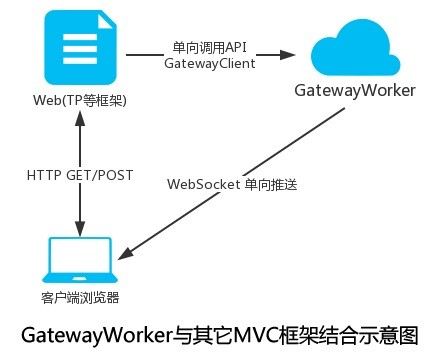 单向调用API
GatewayClient
Web(TP等框架)
GatewayWorker
HTTP GET/POST
WebSocket 单向推送
客户端浏览器
GatewayWorker与其它MVC框架结合示意图